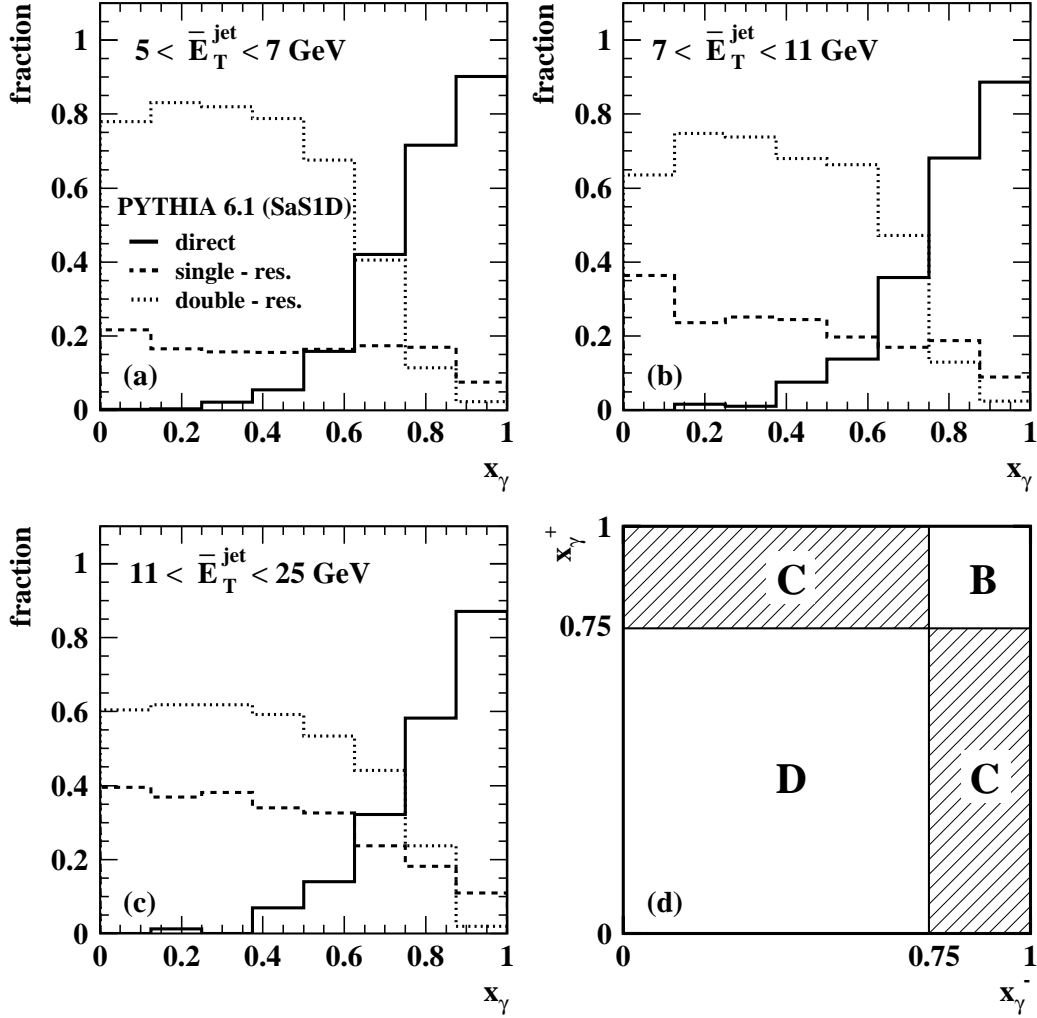 fraction
5 < E̅_T^jet < 7 GeV
1
0.8
0.6
0.4
0.2
0
PYTHIA 6.1 (SaS1D)
direct
single - res.
double - res.
(a)
0 0.2 0.4 0.6 0.8 1
x_γ
fraction
7 < E̅_T^jet < 11 GeV
1
0.8
0.6
0.4
0.2
0
(b)
0 0.2 0.4 0.6 0.8 1
x_γ
fraction
11 < E̅_T^jet < 25 GeV
1
0.8
0.6
0.4
0.2
0
(c)
0 0.2 0.4 0.6 0.8 1
x_γ
x_γ^+
1
0.75
0
C B
D C
(d)
0 0.75 1
x_γ^-